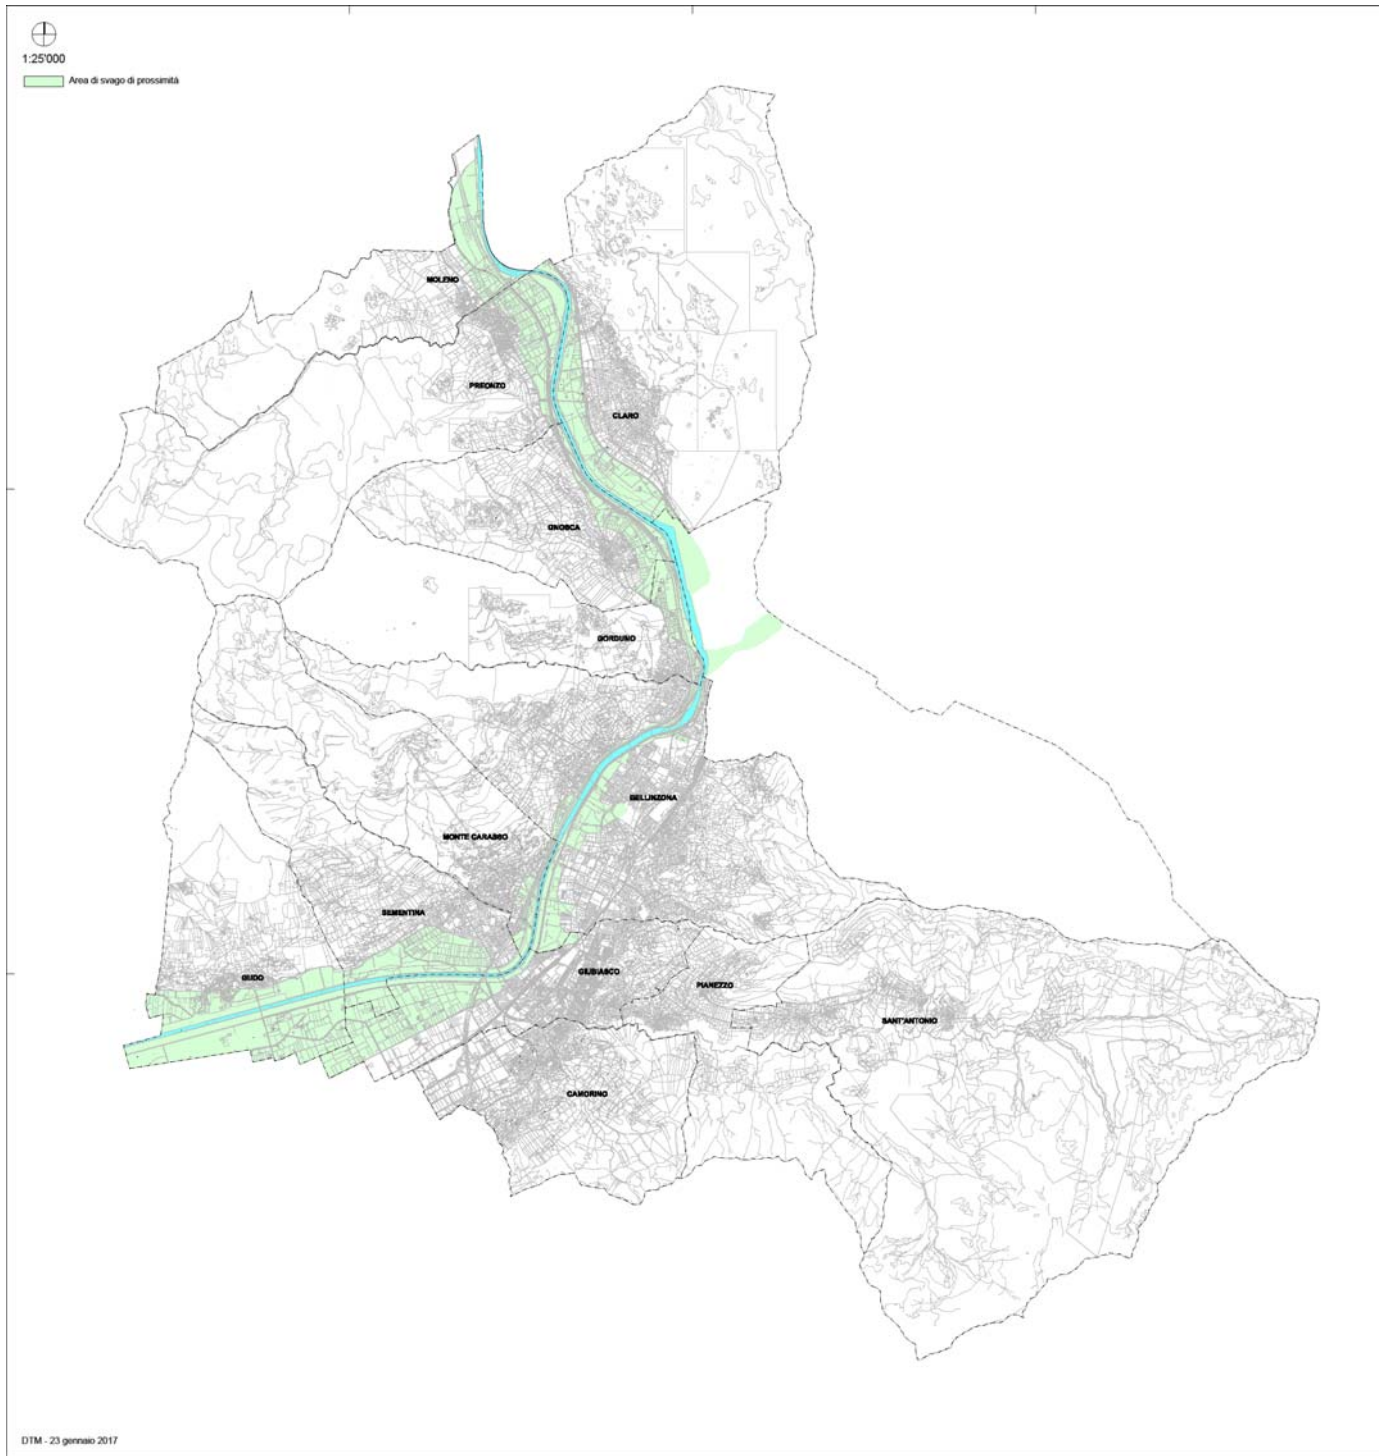 1:25'000
Area di svago di prossimità
MOLENO
PREONZO
CLARO
GNOSCA
GORDUNO
BELLINZONA
MONTE CARASSO
SEMENTINA
GUDO
GIUBIASCO
PIANEZZO
SANT'ANTONIO
CAMORINO
DTM - 23 gennaio 2017